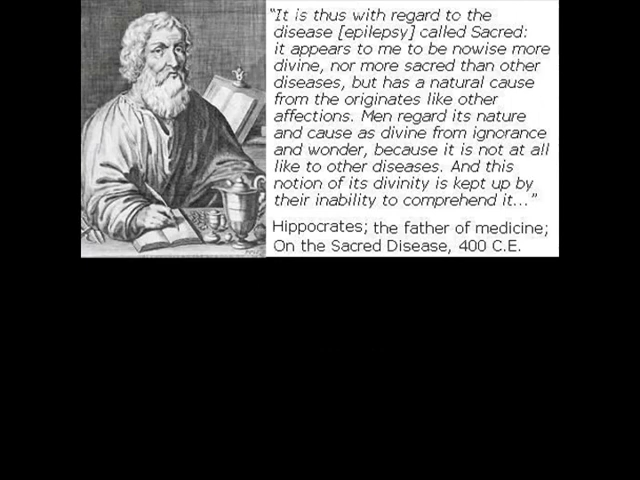 “It is thus with regard to the
disease [epilepsy] called Sacred:
it appears to me to be nowise more
divine, nor more sacred than other
diseases, but has a natural cause
from the originates like other
affections. Men regard its nature
and cause as divine from ignorance
and wonder, because it is not at all
like to other diseases. And this
notion of its divinity is kept up by
their inability to comprehend it...”
Hippocrates; the father of medicine;
On the Sacred Disease, 400 C.E.